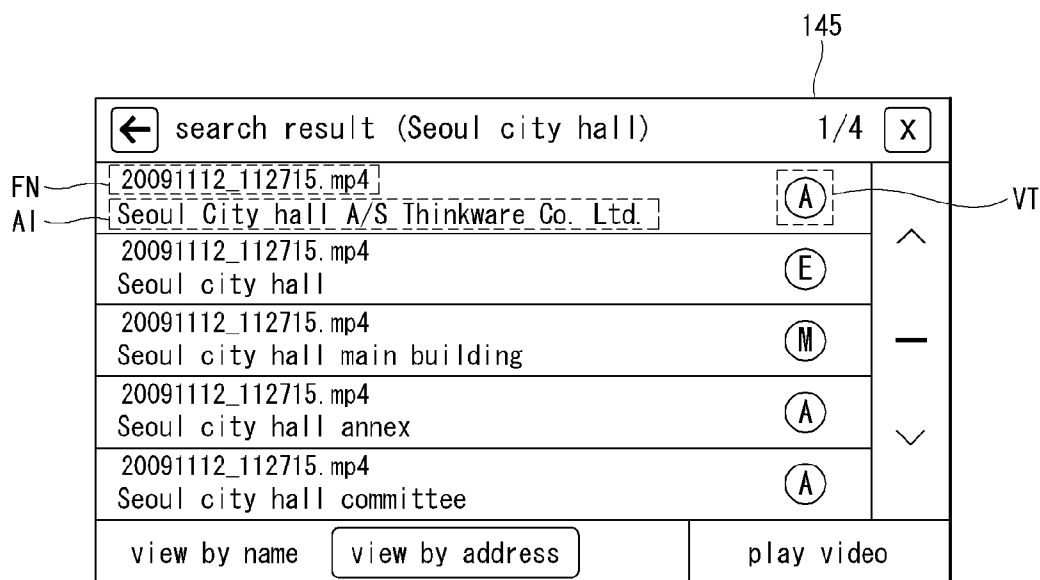 145
← search result (Seoul city hall) 1/4 X
FN 20091112_112715.mp4
AI Seoul City hall A/S Thinkware Co. Ltd. A VT
20091112_112715.mp4
Seoul city hall E
20091112_112715.mp4
Seoul city hall main building M
20091112_112715.mp4
Seoul city hall annex A
20091112_112715.mp4
Seoul city hall committee A
view by name view by address play video